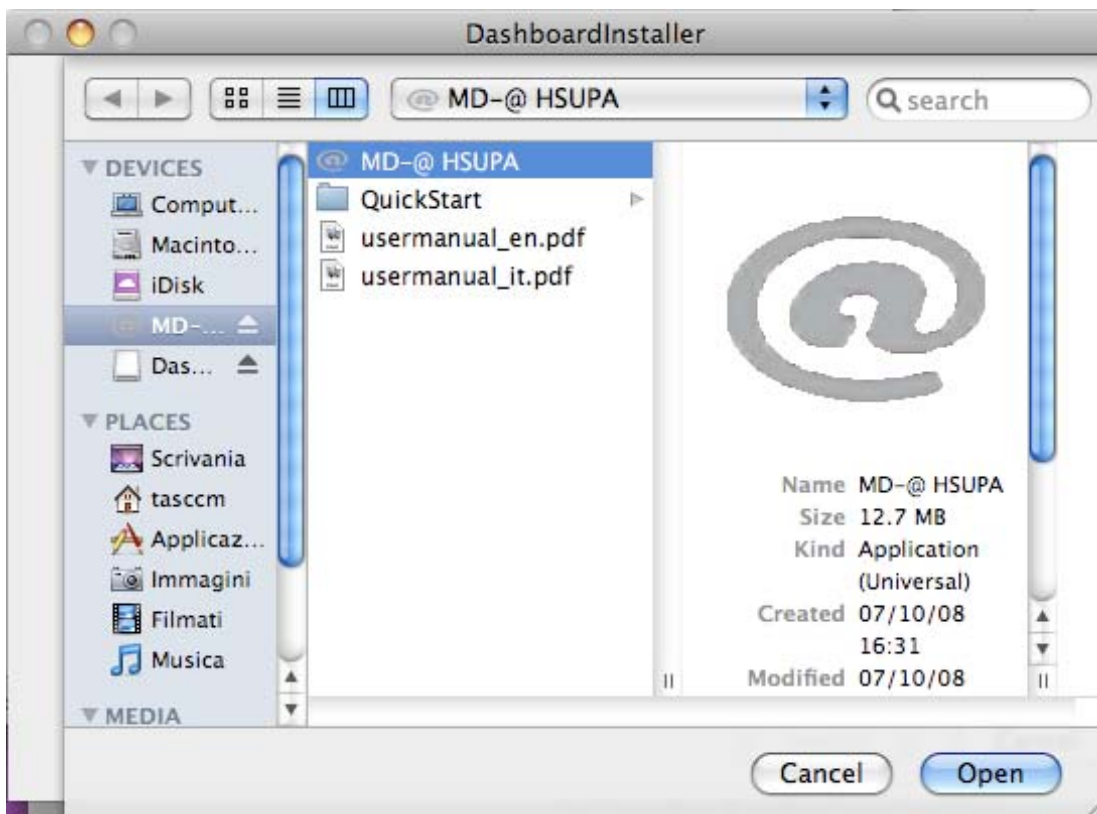 DashboardInstaller
MD-@ HSUPA
search
DEVICES
Comput...
Macinto...
iDisk
MD-...
Das...
PLACES
Scrivania
tasccm
Applicaz...
Immagini
Filmati
Musica
MEDIA
MD-@ HSUPA
QuickStart
usermanual_en.pdf
usermanual_it.pdf
@
Name MD-@ HSUPA
Size 12.7 MB
Kind Application
(Universal)
Created 07/10/08
16:31
Modified 07/10/08
Cancel
Open